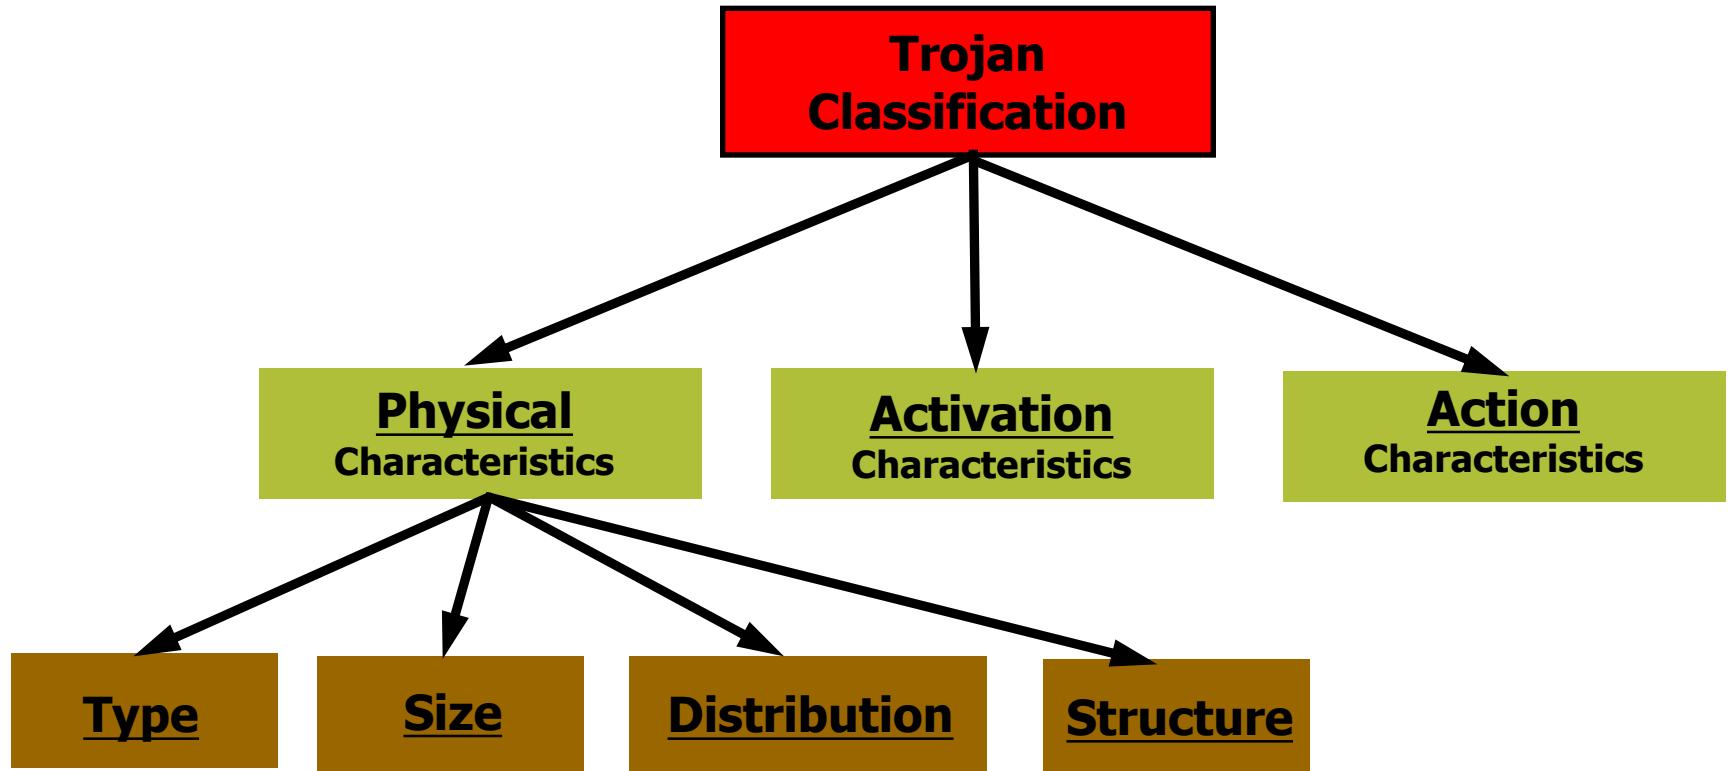 Trojan
Classification
Physical
Characteristics
Activation
Characteristics
Action
Characteristics
Type
Size
Distribution
Structure